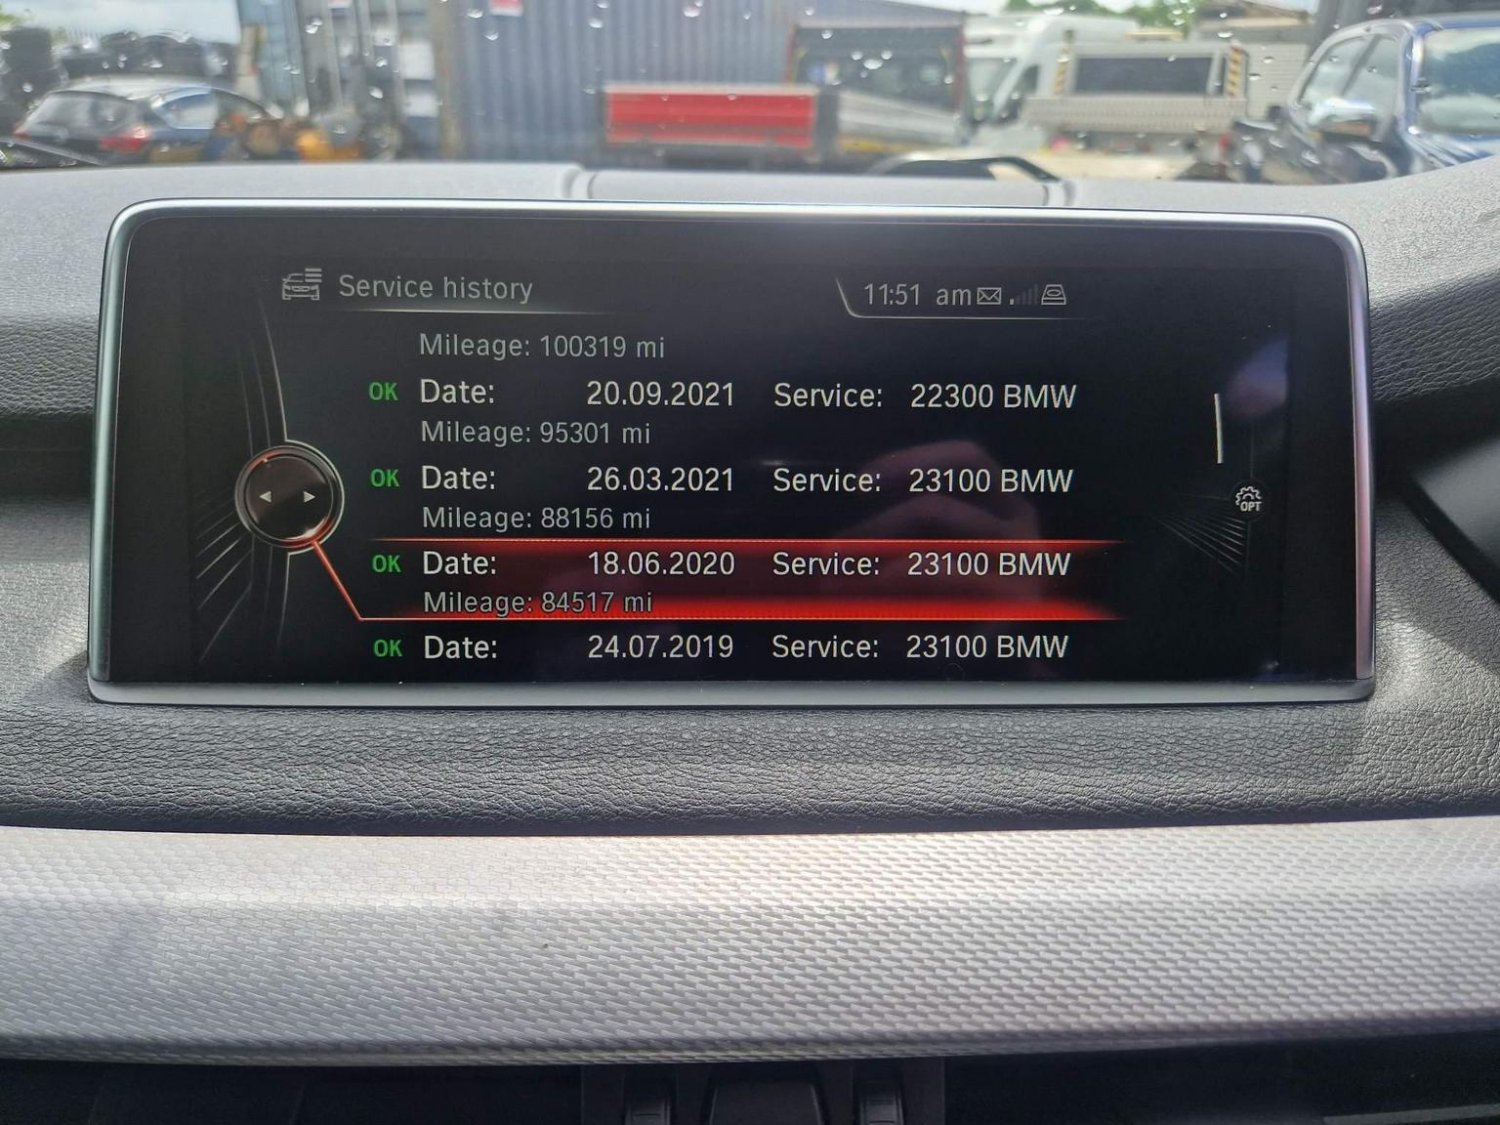 Service history 11:51 am
Mileage: 100319 mi
OK Date: 20.09.2021 Service: 22300 BMW
Mileage: 95301 mi
OK Date: 26.03.2021 Service: 23100 BMW
Mileage: 88156 mi
OK Date: 18.06.2020 Service: 23100 BMW
Mileage: 84517 mi
OPT
OK Date: 24.07.2019 Service: 23100 BMW